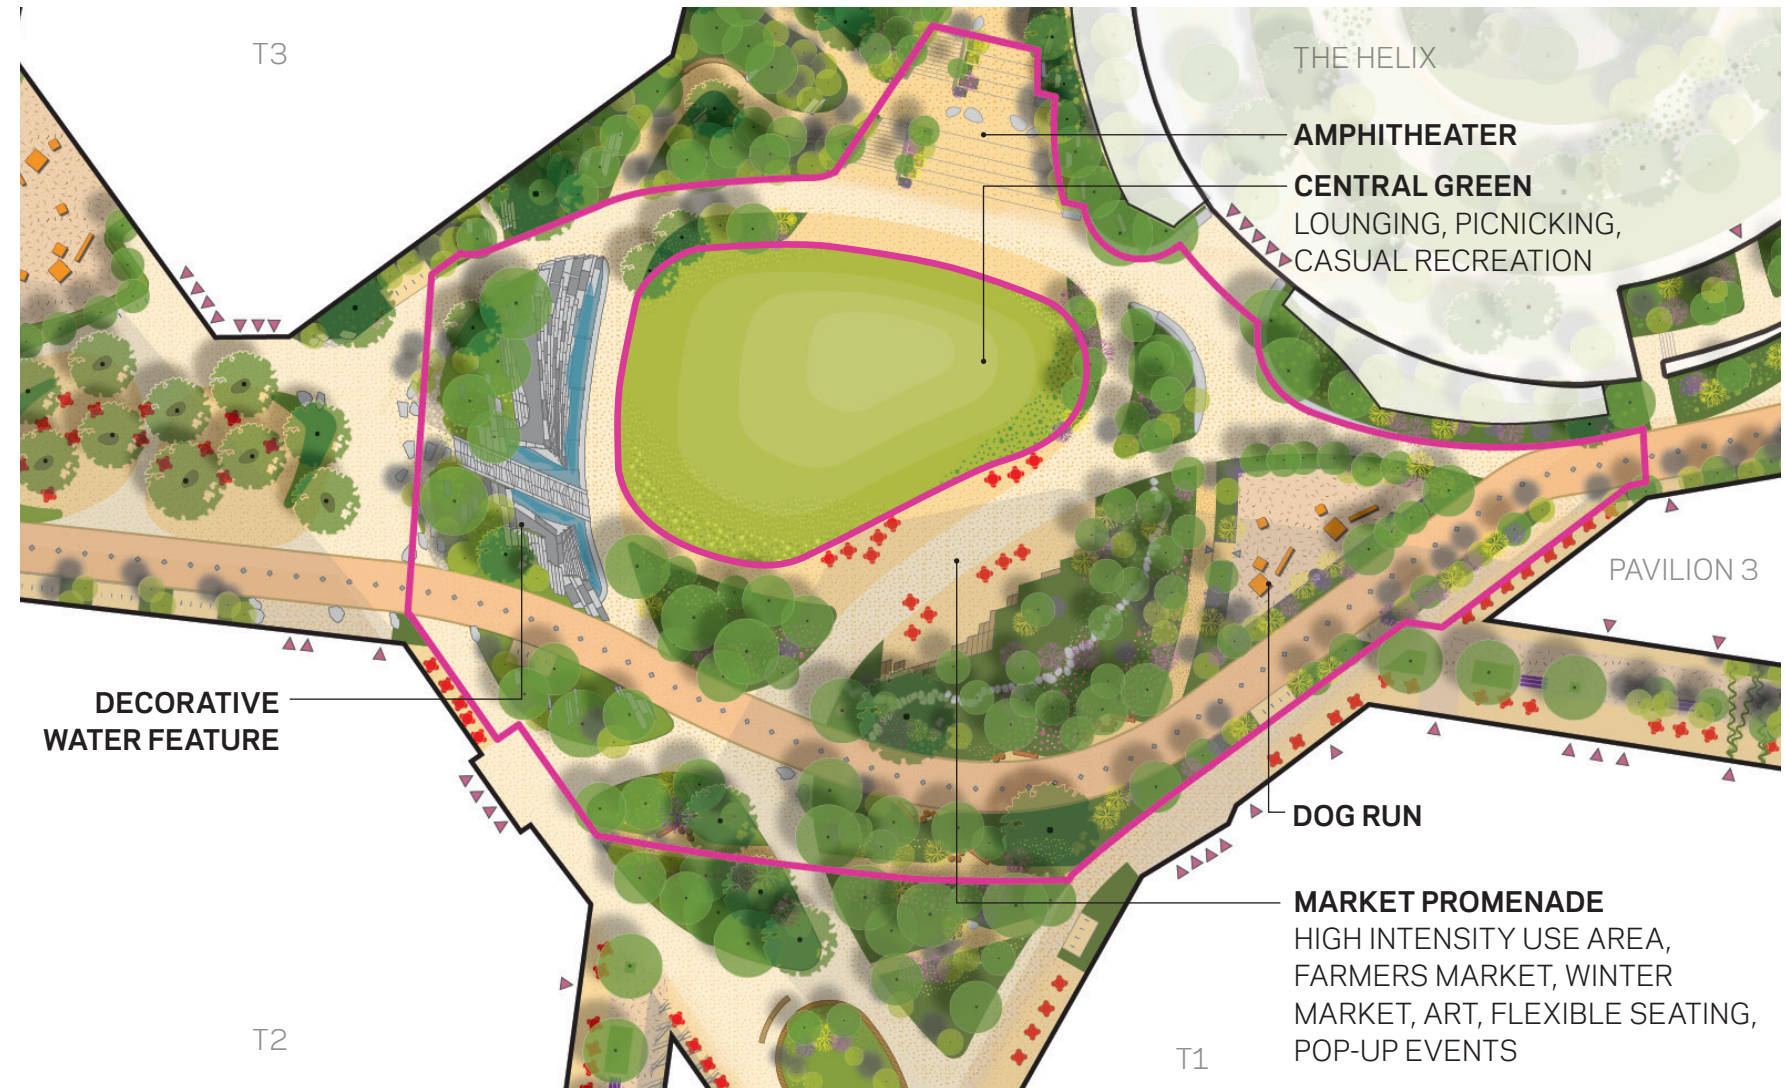 T3
THE HELIX
AMPHITHEATER
CENTRAL GREEN
LOUNGING, PICNICKING,
CASUAL RECREATION
PAVILION 3
DECORATIVE
WATER FEATURE
DOG RUN
MARKET PROMENADE
HIGH INTENSITY USE AREA,
FARMERS MARKET, WINTER
MARKET, ART, FLEXIBLE SEATING,
POP-UP EVENTS
T2
T1